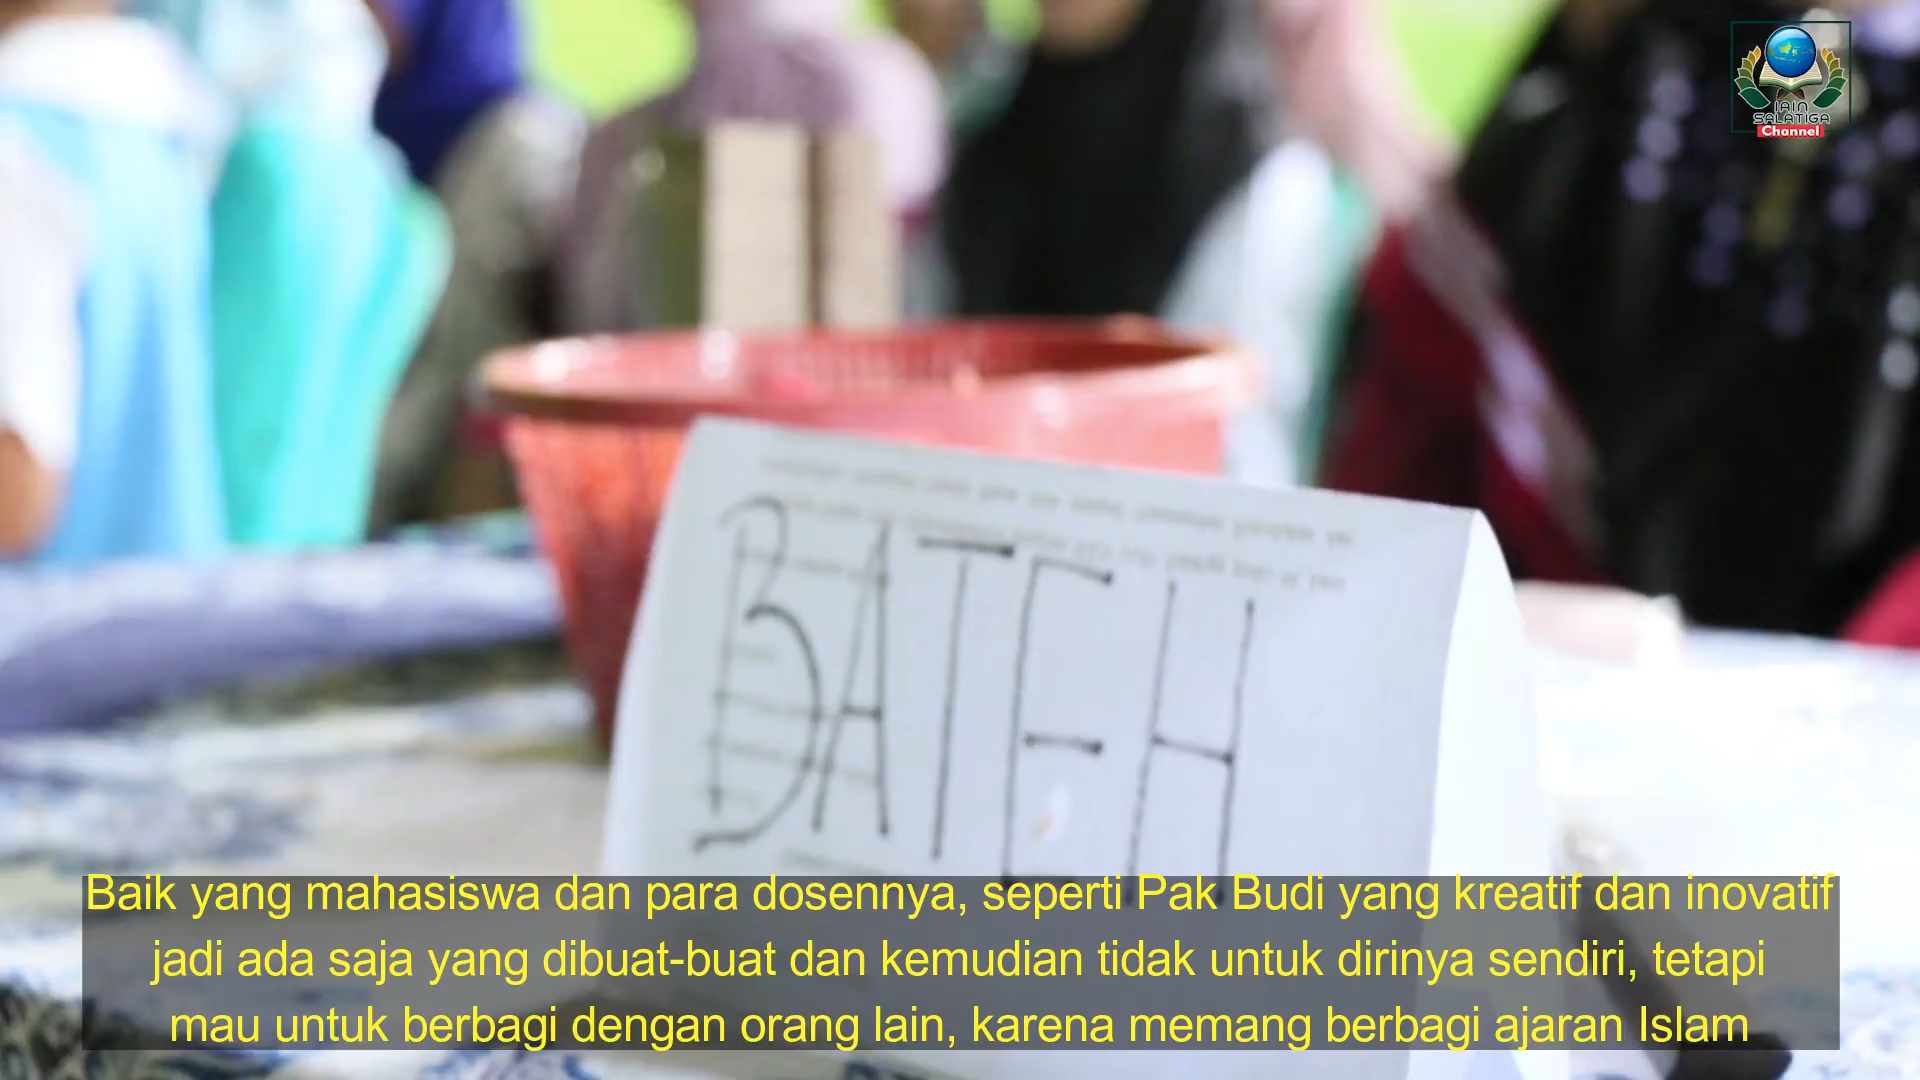 IAIN
SALATIGA
Channel
BATEH
Baik yang mahasiswa dan para dosennya, seperti Pak Budi yang kreatif dan inovatif
jadi ada saja yang dibuat-buat dan kemudian tidak untuk dirinya sendiri, tetapi
mau untuk berbagi dengan orang lain, karena memang berbagi ajaran Islam